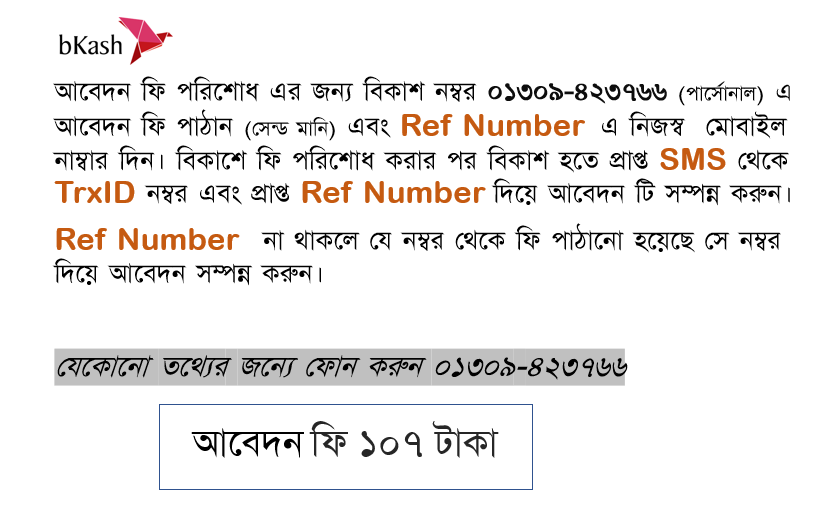 bKash
আবেদন ফি পরিশোধ এর জন্য বিকাশ নম্বর ০১৩০৯-৪২৩৭৬৬ (পার্সোনাল) এ
আবেদন ফি পাঠান (সেন্ড মানি) এবং Ref Number এ নিজস্ব মোবাইল
নাম্বার দিন। বিকাশে ফি পরিশোধ করার পর বিকাশ হতে প্রাপ্ত SMS থেকে
TrxID নম্বর এবং প্রাপ্ত Ref Number দিয়ে আবেদন টি সম্পন্ন করুন।
Ref Number না থাকলে যে নম্বর থেকে ফি পাঠানো হয়েছে সে নম্বর
দিয়ে আবেদন সম্পন্ন করুন।
যেকোনো তথ্যের জন্যে ফোন করুন ০১৩০৯-৪২৩৭৬৬
আবেদন ফি ১০৭ টাকা